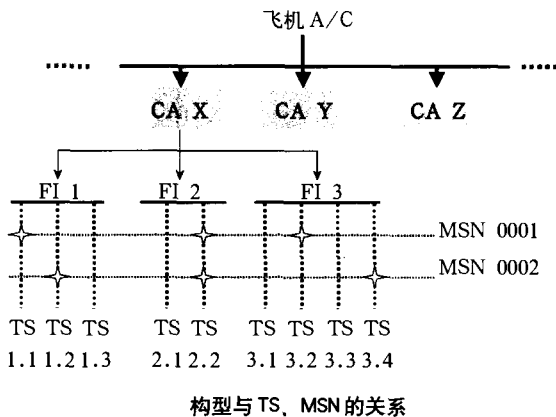 飞机 A/C
...... ......
CA X CA Y CA Z
FI 1 FI 2 FI 3
MSN 0001
MSN 0002
TS TS TS TS TS TS TS TS TS
1.1 1.2 1.3 2.1 2.2 3.1 3.2 3.3 3.4
构型与TS、MSN的关系